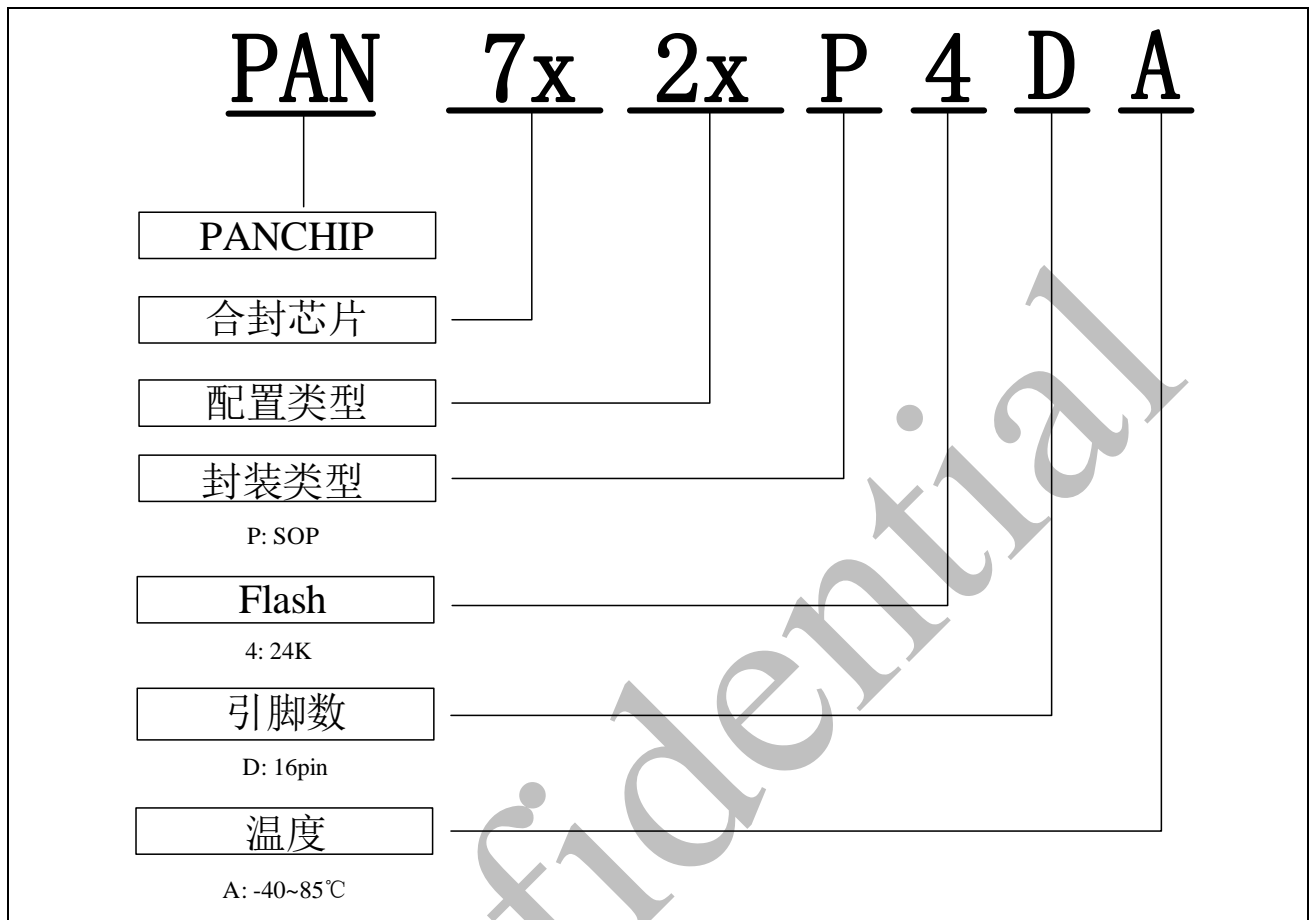 PAN 7x 2x P 4 D A
PANCHIP
合封芯片
配置类型
封装类型
P: SOP
Flash
4: 24K
引脚数
D: 16pin
温度
A: -40~85℃
fidential